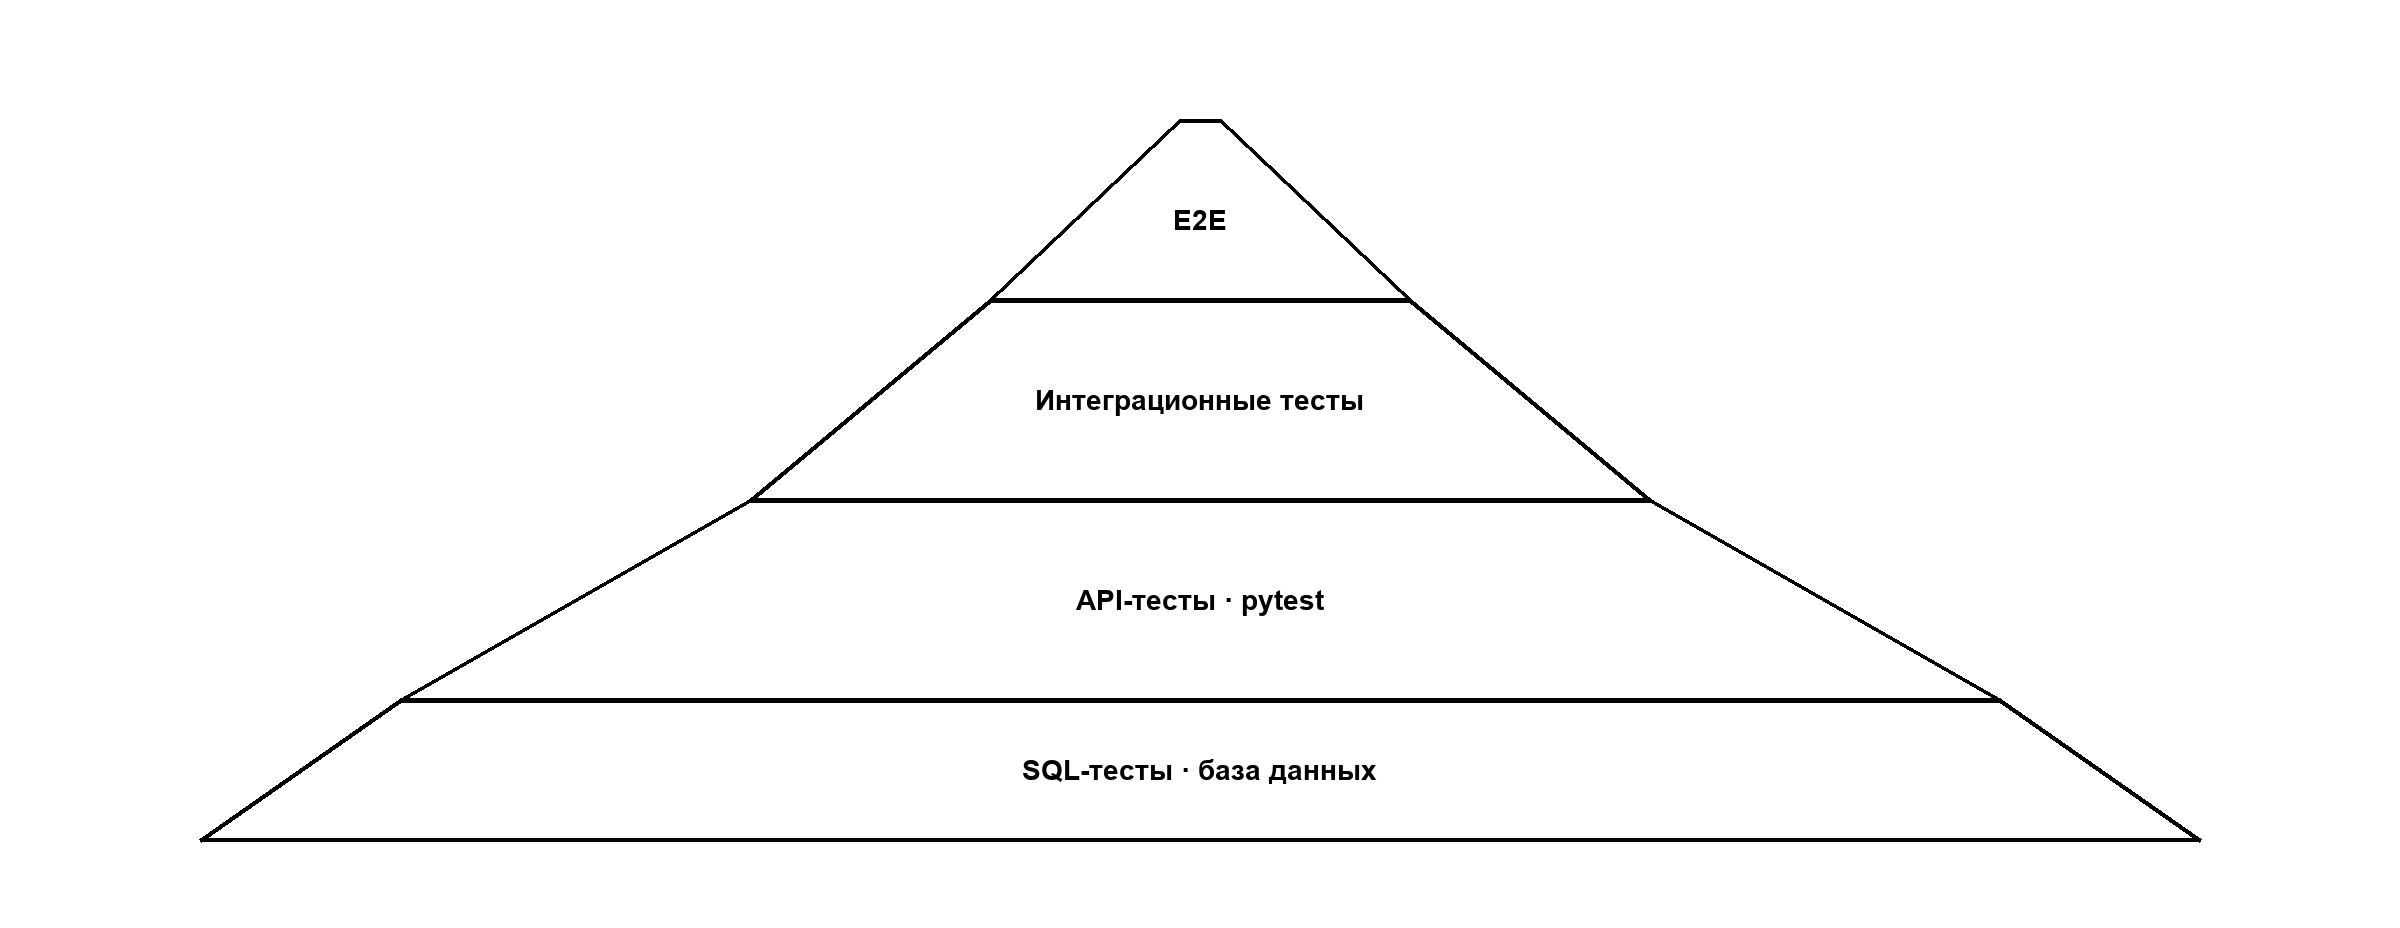 E2E
Интеграционные тесты
API-тесты · pytest
SQL-тесты · база данных